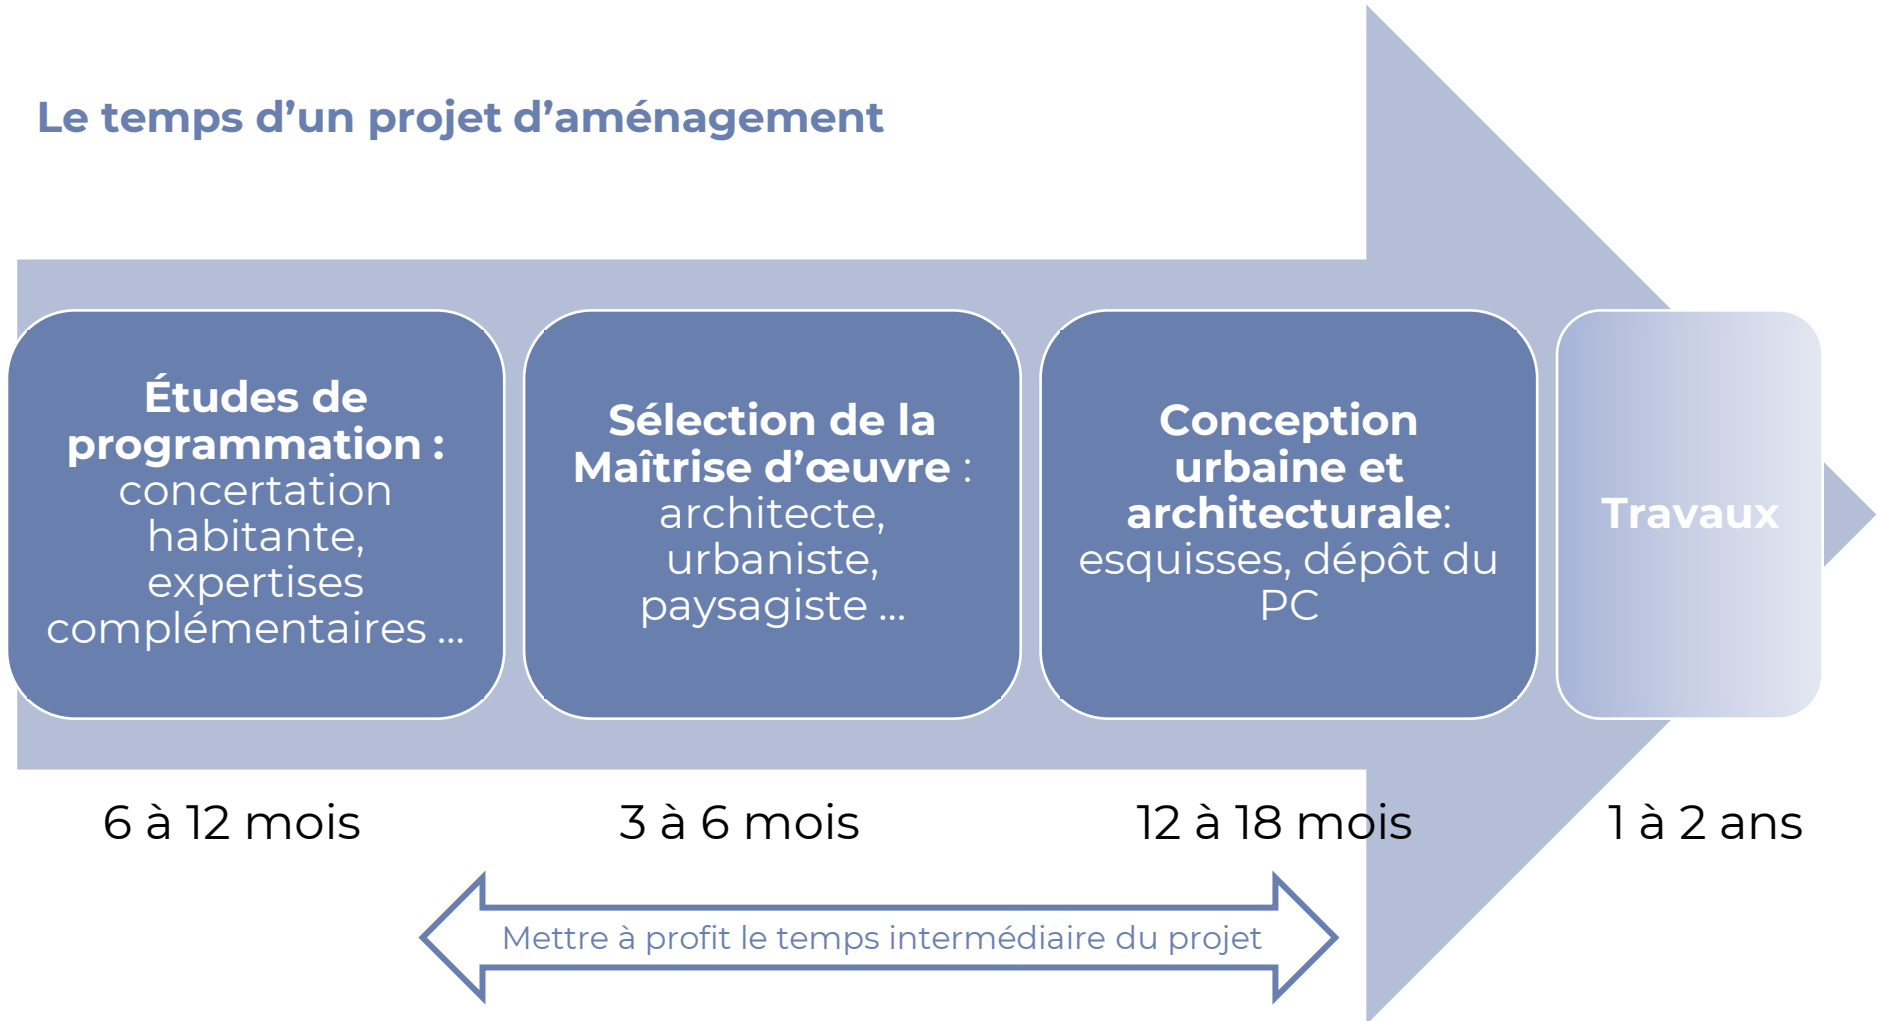 Le temps d’un projet d’aménagement
Études de
programmation :
concertation
habitante,
expertises
complémentaires ...
Sélection de la
Maîtrise d’œuvre :
architecte,
urbaniste,
paysagiste ...
Conception
urbaine et
architecturale:
esquisses, dépôt du
PC
Travaux
6 à 12 mois
3 à 6 mois
12 à 18 mois
1 à 2 ans
Mettre à profit le temps intermédiaire du projet